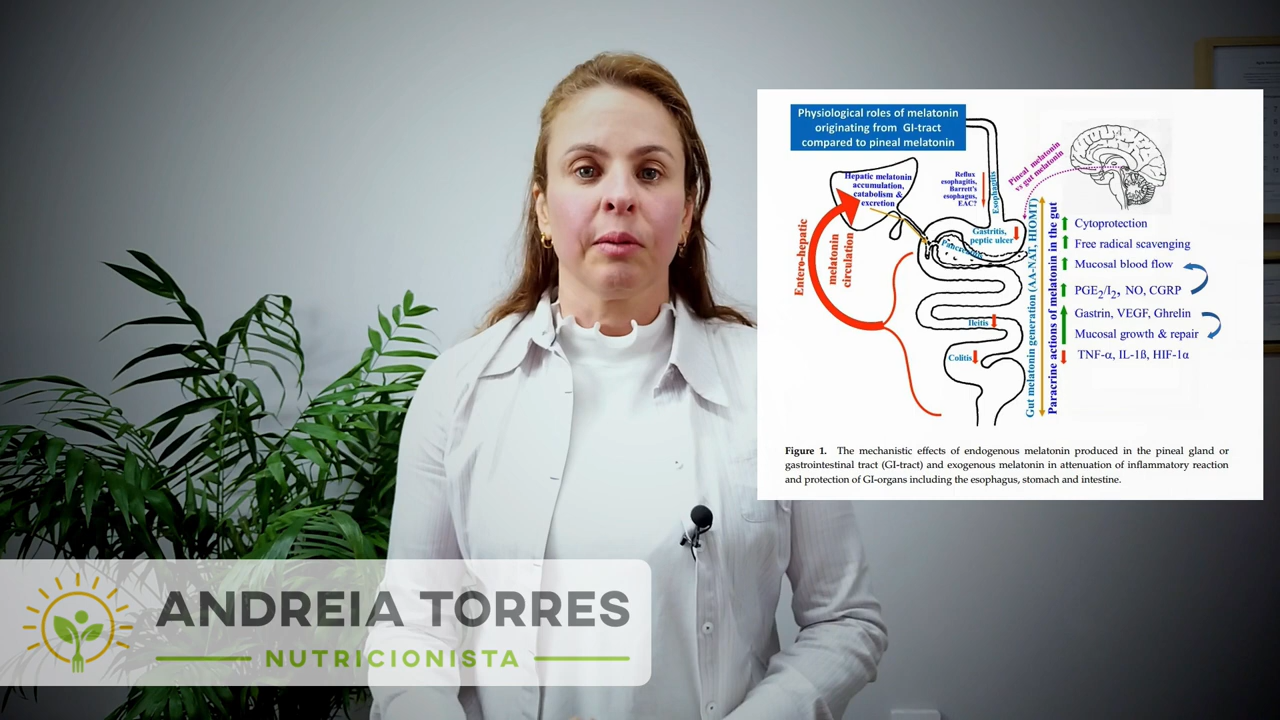 Physiological roles of melatonin
originating from GI-tract
compared to pineal melatonin
Hepatic melatonin
accumulation,
catabolism &
excretion
Reflux
esophagitis,
Barrett's
esophagus,
EAC?
Esophagus
Pineal melatonin
vs gut melatonin
Gastritis,
peptic ulcer
Pancreatitis
Entero-hepatic
melatonin
circulation
Ileitis
Colitis
Gut melatonin generation (AA-NAT, HIOMT)
Paracrine actions of melatonin in the gut
Cytoprotection
Free radical scavenging
Mucosal blood flow
PGE2/I2, NO, CGRP
Gastrin, VEGF, Ghrelin
Mucosal growth & repair
TNF-α, IL-1ß, HIF-1α
Figure 1. The mechanistic effects of endogenous melatonin produced in the pineal gland or
gastrointestinal tract (GI-tract) and exogenous melatonin in attenuation of inflammatory reaction
and protection of GI-organs including the esophagus, stomach and intestine.
ANDREIA TORRES
NUTRICIONISTA